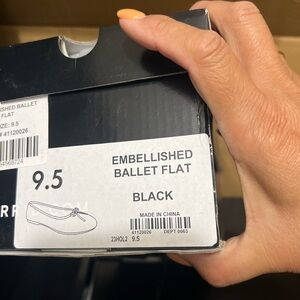 SHED BALLET
FLAT
ZE: 9.5
#41120026
9.5
EMBELLISHED
BALLET FLAT
BLACK
MADE IN CHINA
41120026
DEPT 0063
23HOL2 9.5